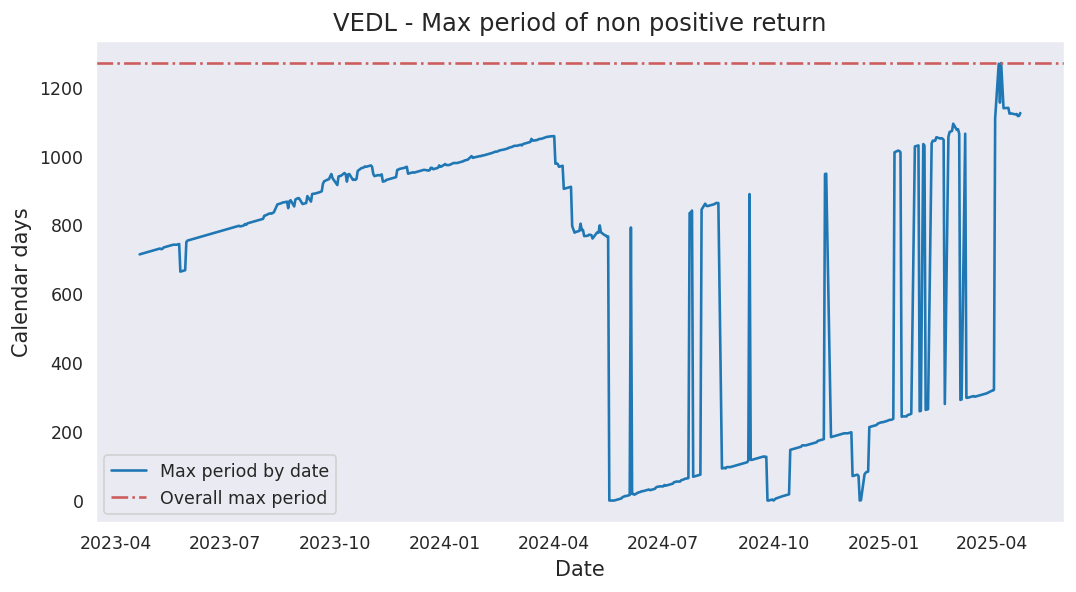 VEDL - Max period of non positive return
Calendar days
1200
1000
800
600
400
200
0
Max period by date
Overall max period
2023-04 2023-07 2023-10 2024-01 2024-04 2024-07 2024-10 2025-01 2025-04
Date